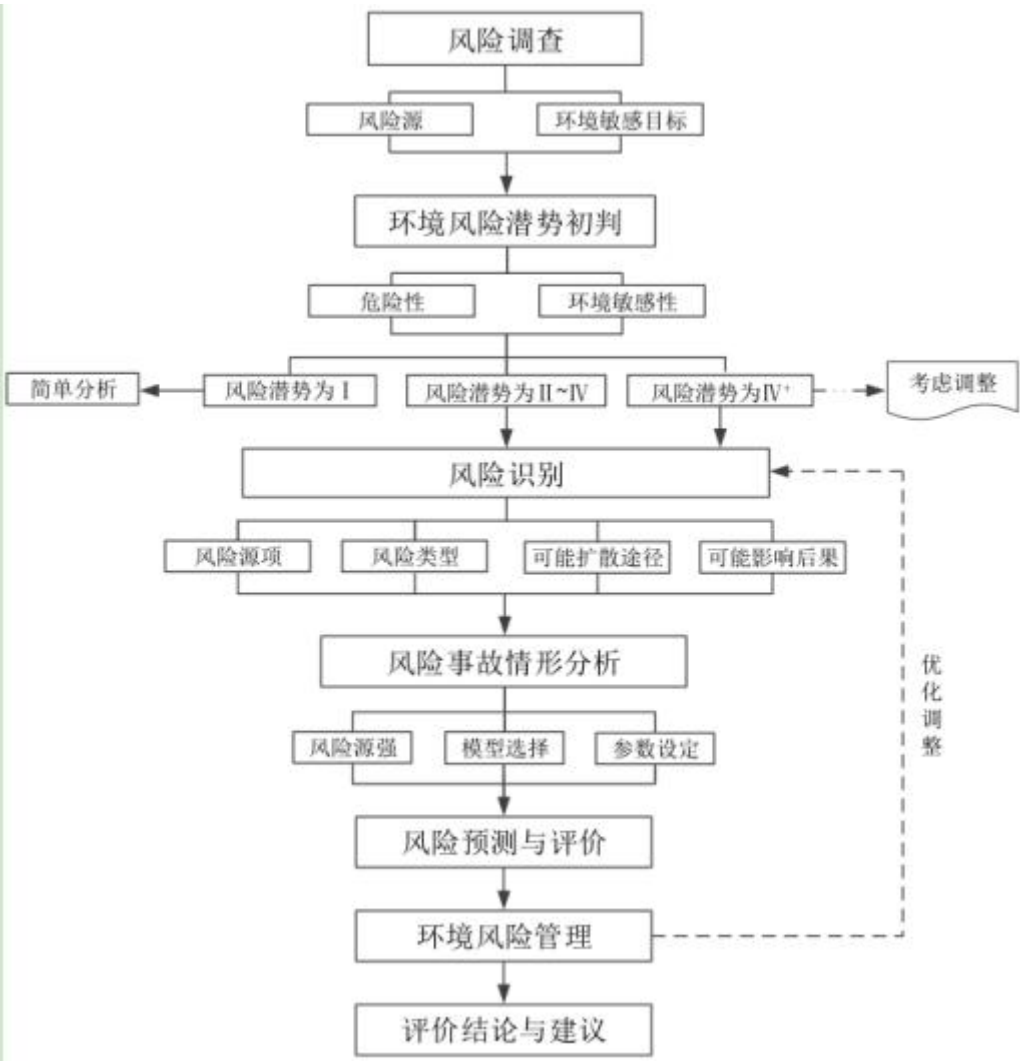 风险调查
风险源
环境敏感目标
环境风险潜势初判
危险性
环境敏感性
简单分析
风险潜势为Ⅰ
风险潜势为Ⅱ~Ⅳ
风险潜势为Ⅳ⁺
考虑调整
风险识别
风险源项
风险类型
可能扩散途径
可能影响后果
风险事故情形分析
风险源强
模型选择
参数设定
优
化
调
整
风险预测与评价
环境风险管理
评价结论与建议